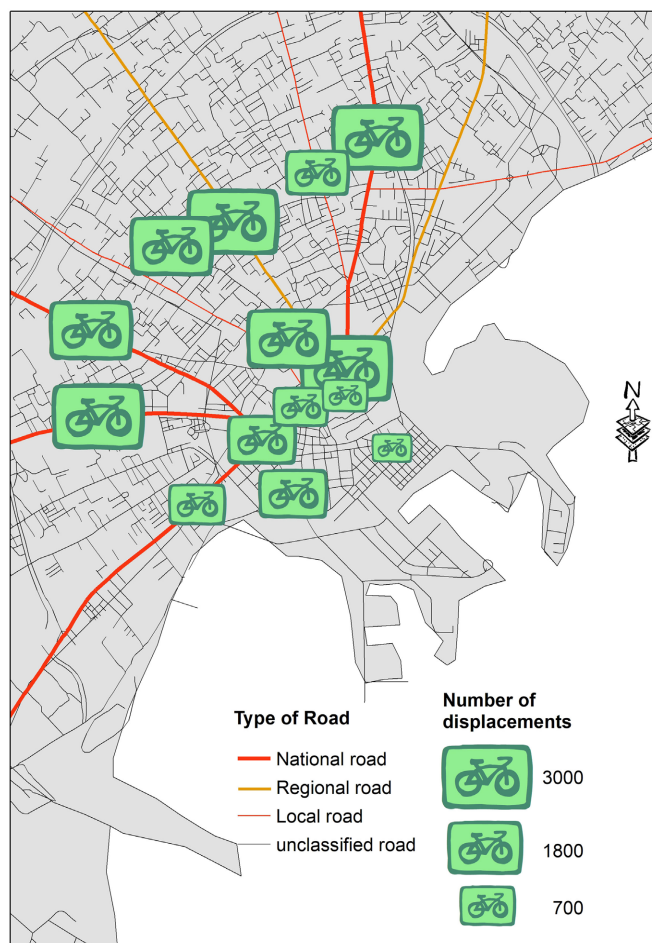 N
Type of Road
National road
Regional road
Local road
unclassified road
Number of
displacements
3000
1800
700